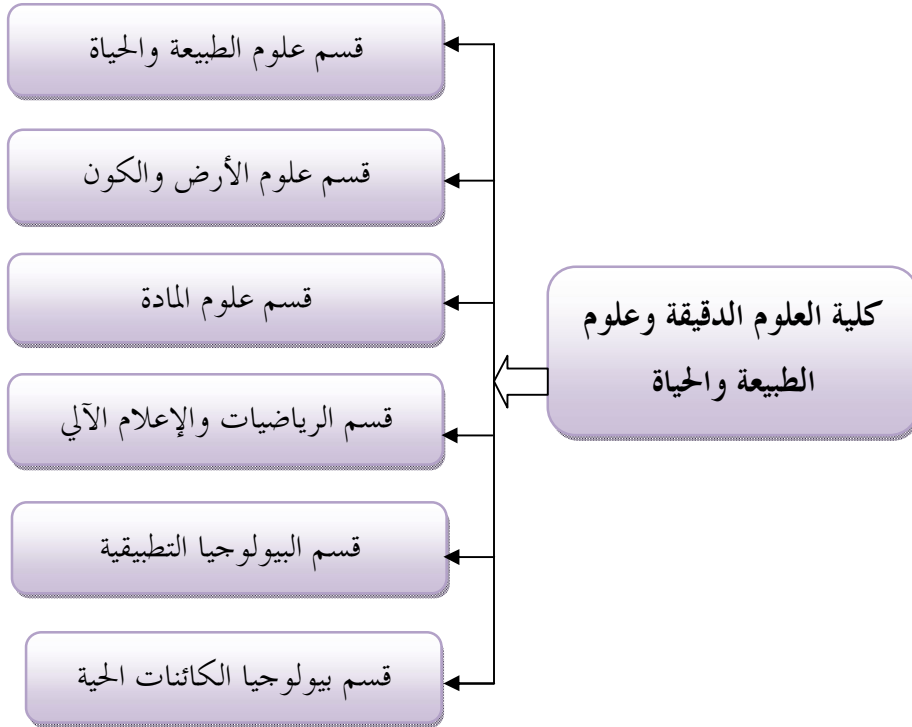 كلية العلوم الدقيقة وعلوم
الطبيعة والحياة
قسم علوم الطبيعة والحياة
قسم علوم الأرض والكون
قسم علوم المادة
قسم الرياضيات والإعلام الآلي
قسم البيولوجيا التطبيقية
قسم بيولوجيا الكائنات الحية